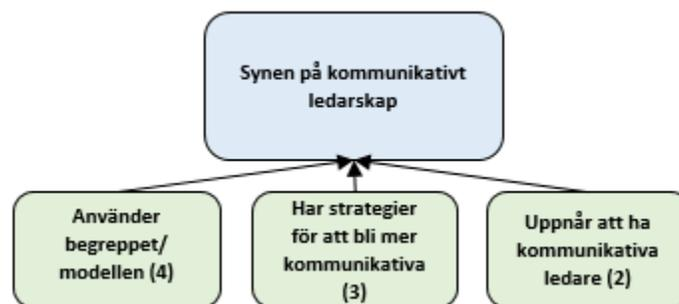 Synen på kommunikativt
ledarskap
Använder
begreppet/
modellen (4)
Har strategier
för att bli mer
kommunikativa
(3)
Uppnår att ha
kommunikativa
ledare (2)